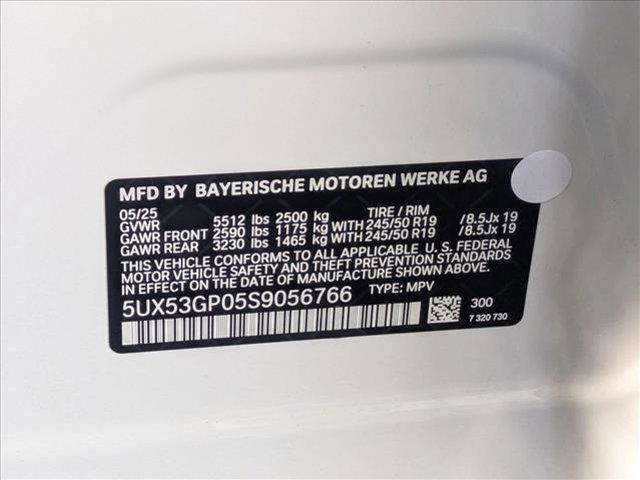 MFD BY BAYERISCHE MOTOREN WERKE AG
05/25 TIRE / RIM
GVWR 5512 lbs 2500 kg
GAWR FRONT 2590 lbs 1175 kg WITH 245/50 R19 /8.5Jx 19
GAWR REAR 3230 lbs 1465 kg WITH 245/50 R19 /8.5Jx 19
THIS VEHICLE CONFORMS TO ALL APPLICABLE U. S. FEDERAL
MOTOR VEHICLE SAFETY AND THEFT PREVENTION STANDARDS
IN EFFECT ON THE DATE OF MANUFACTURE SHOWN ABOVE.
5UX53GP05S9056766 TYPE: MPV
300
7 320 730